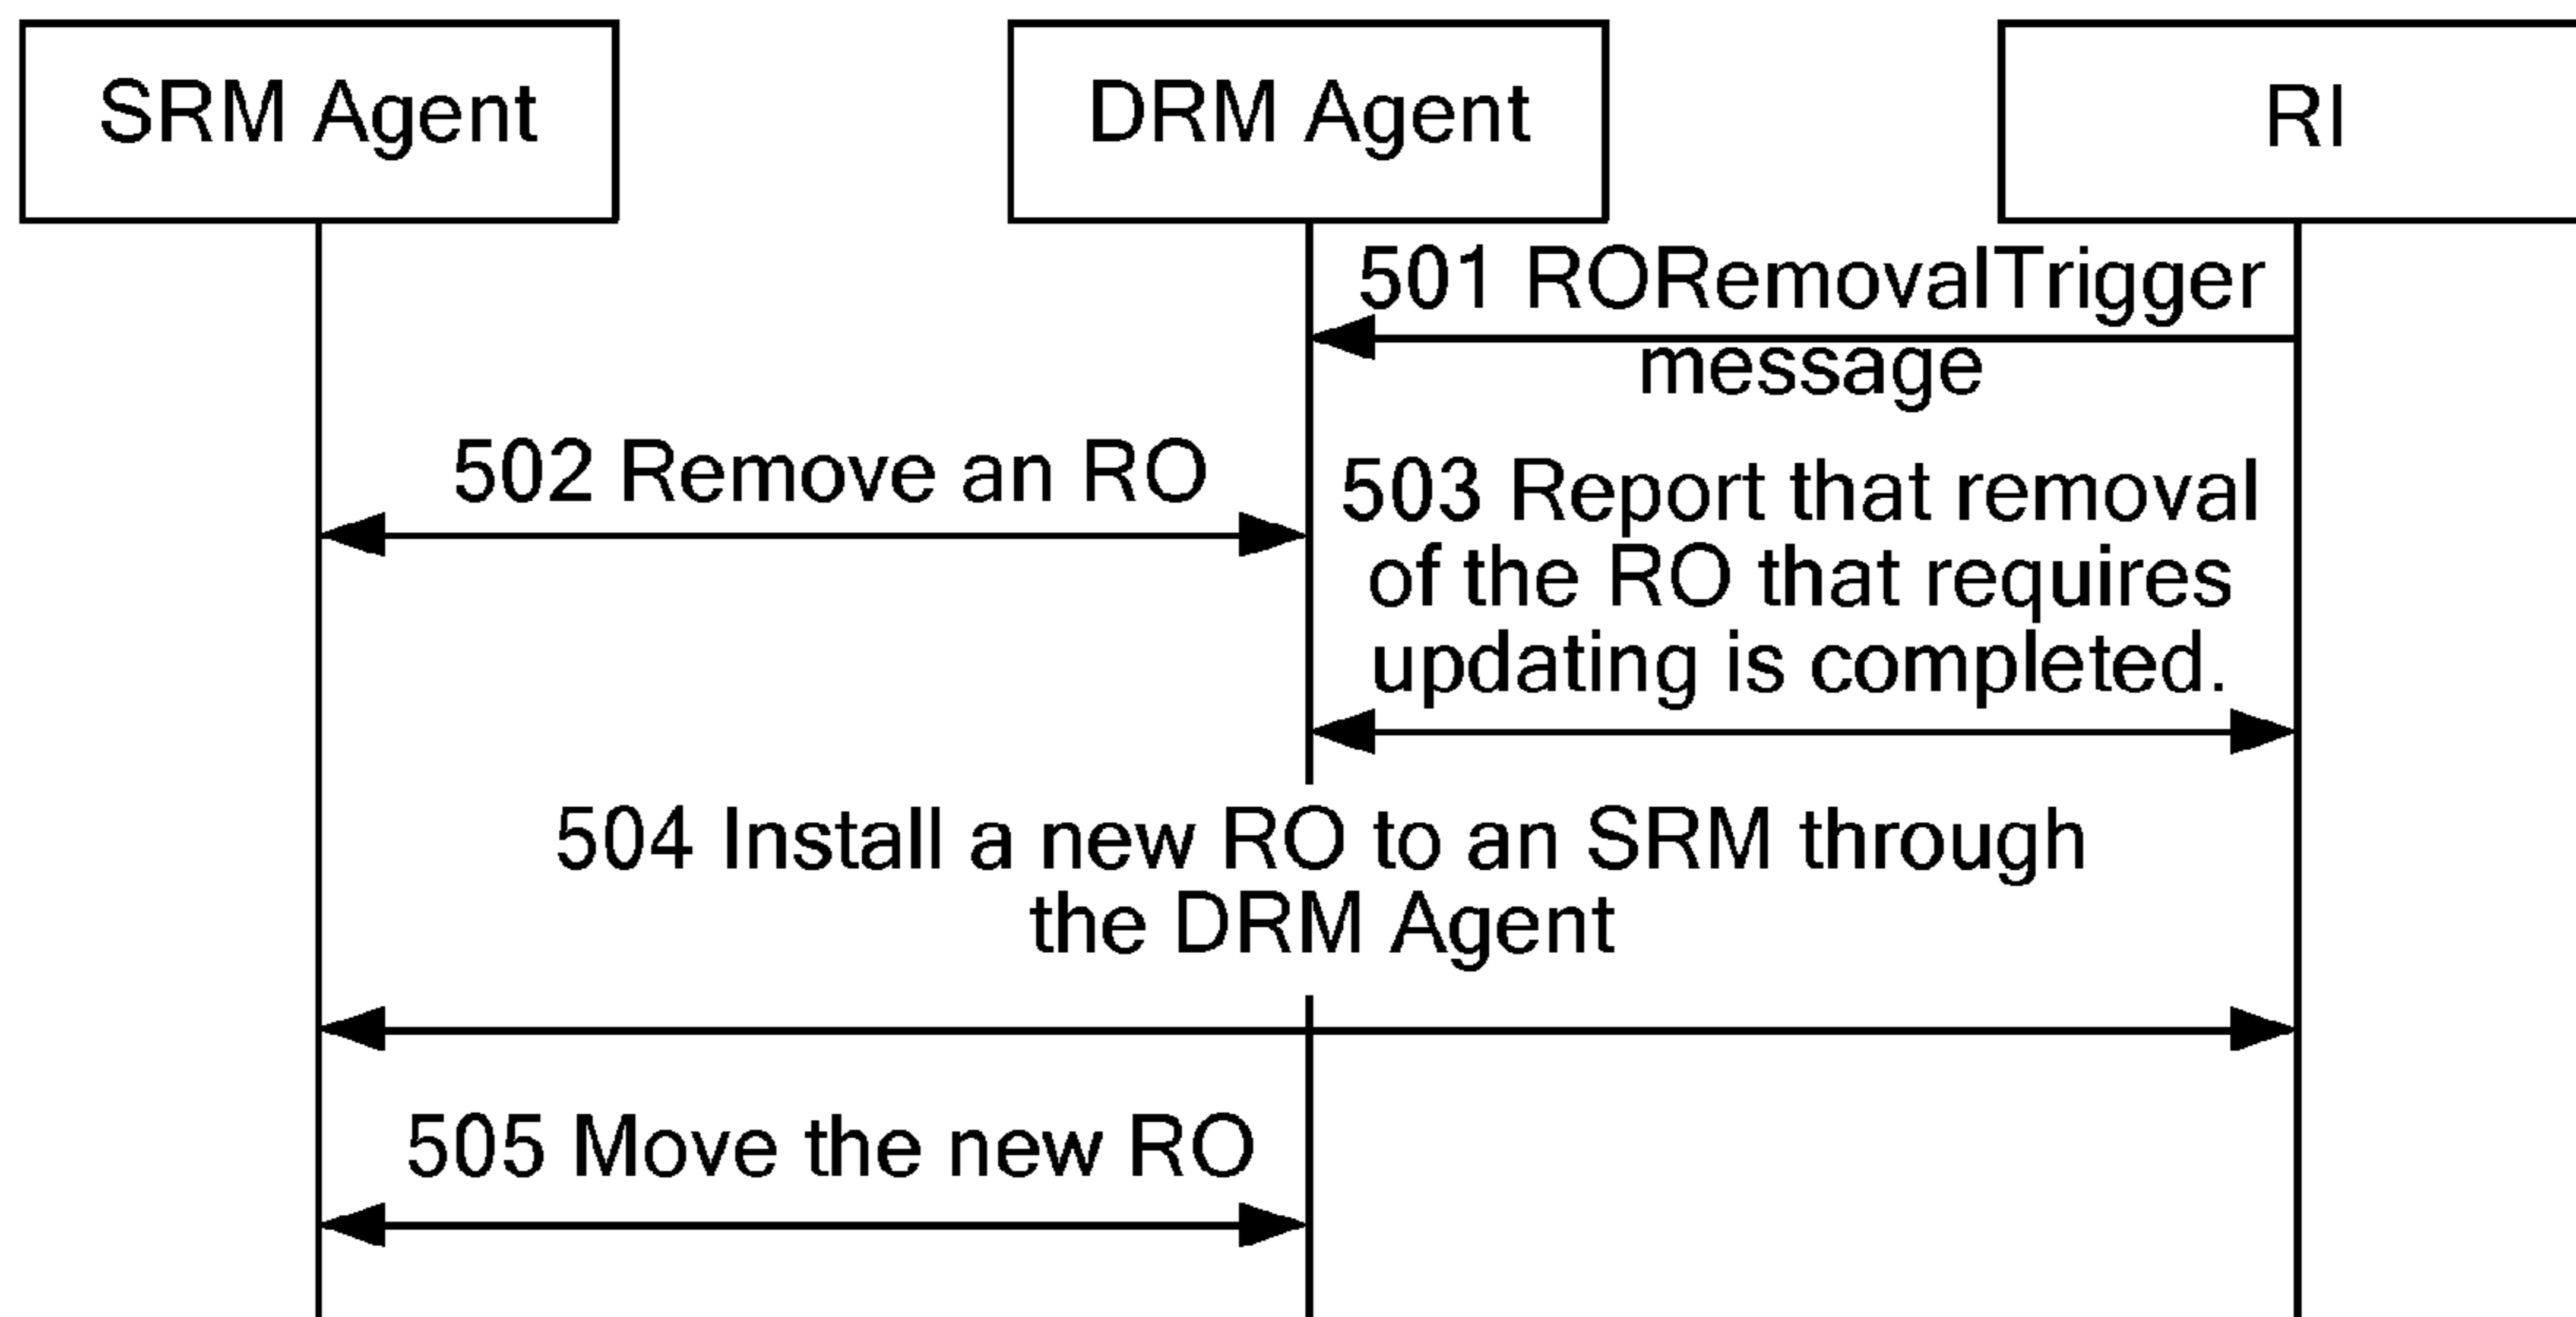 SRM Agent
DRM Agent
RI
501 RORemovalTrigger
message
502 Remove an RO
503 Report that removal
of the RO that requires
updating is completed.
504 Install a new RO to an SRM through
the DRM Agent
505 Move the new RO